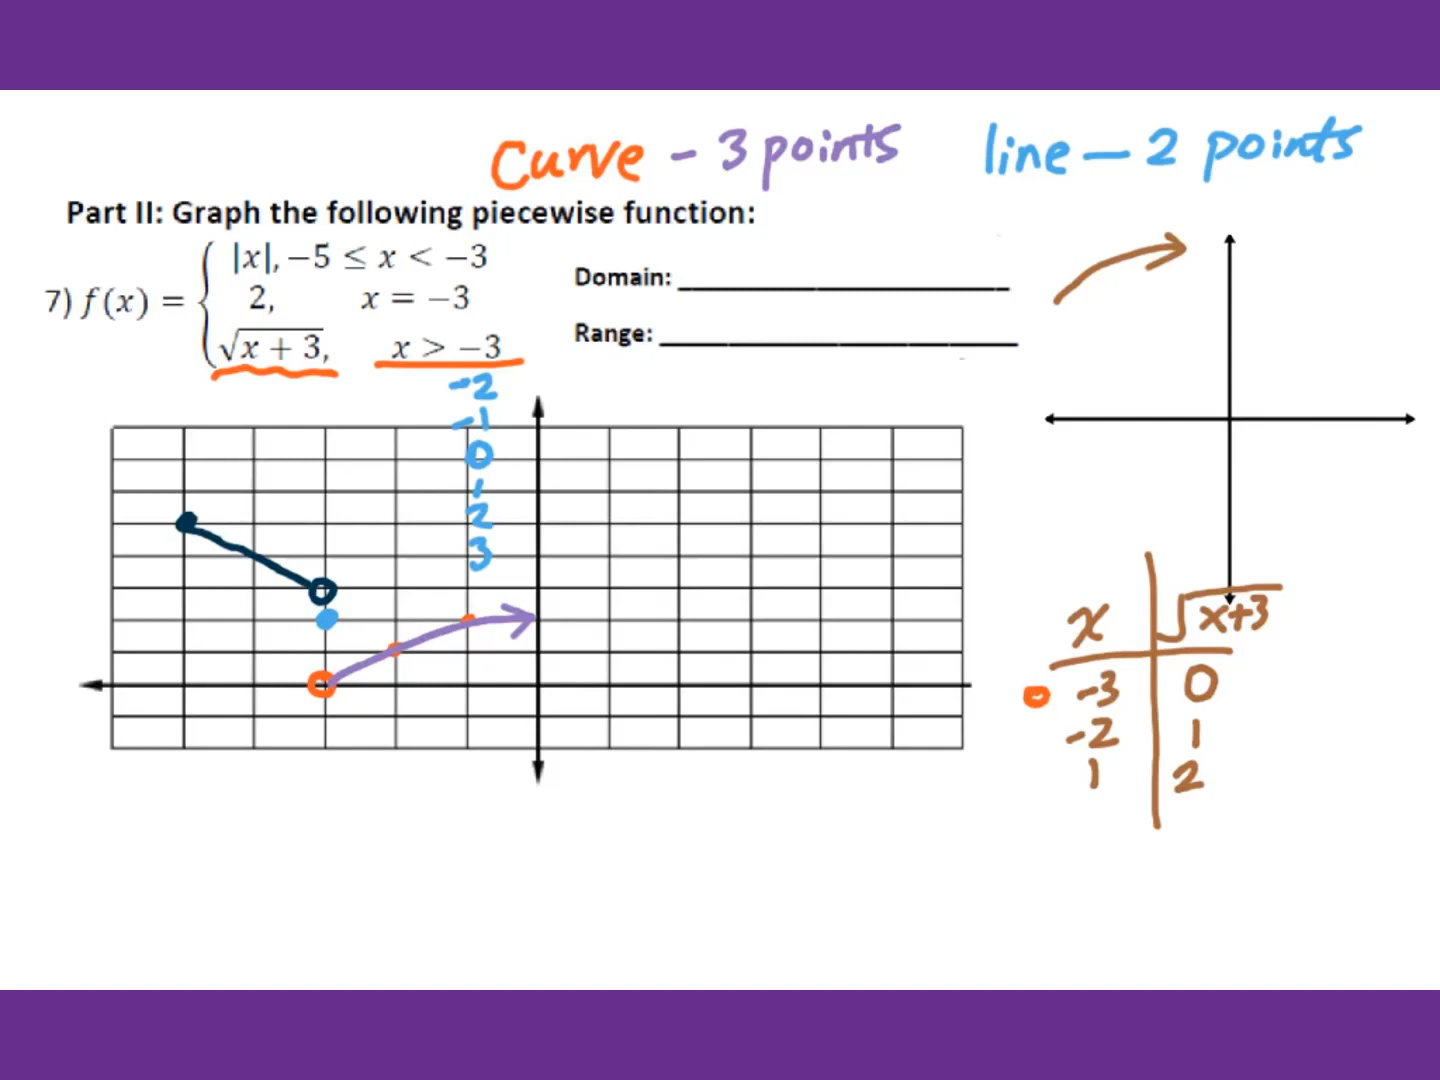 Curve - 3 points line - 2 points
Part II: Graph the following piecewise function:
7) f(x) = { |x|, -5 ≤ x < -3
2, x = -3
√x + 3, x > -3
Domain:
Range:
-2
-1
0
1
2
3
x √x+3
-3 0
-2 1
1 2